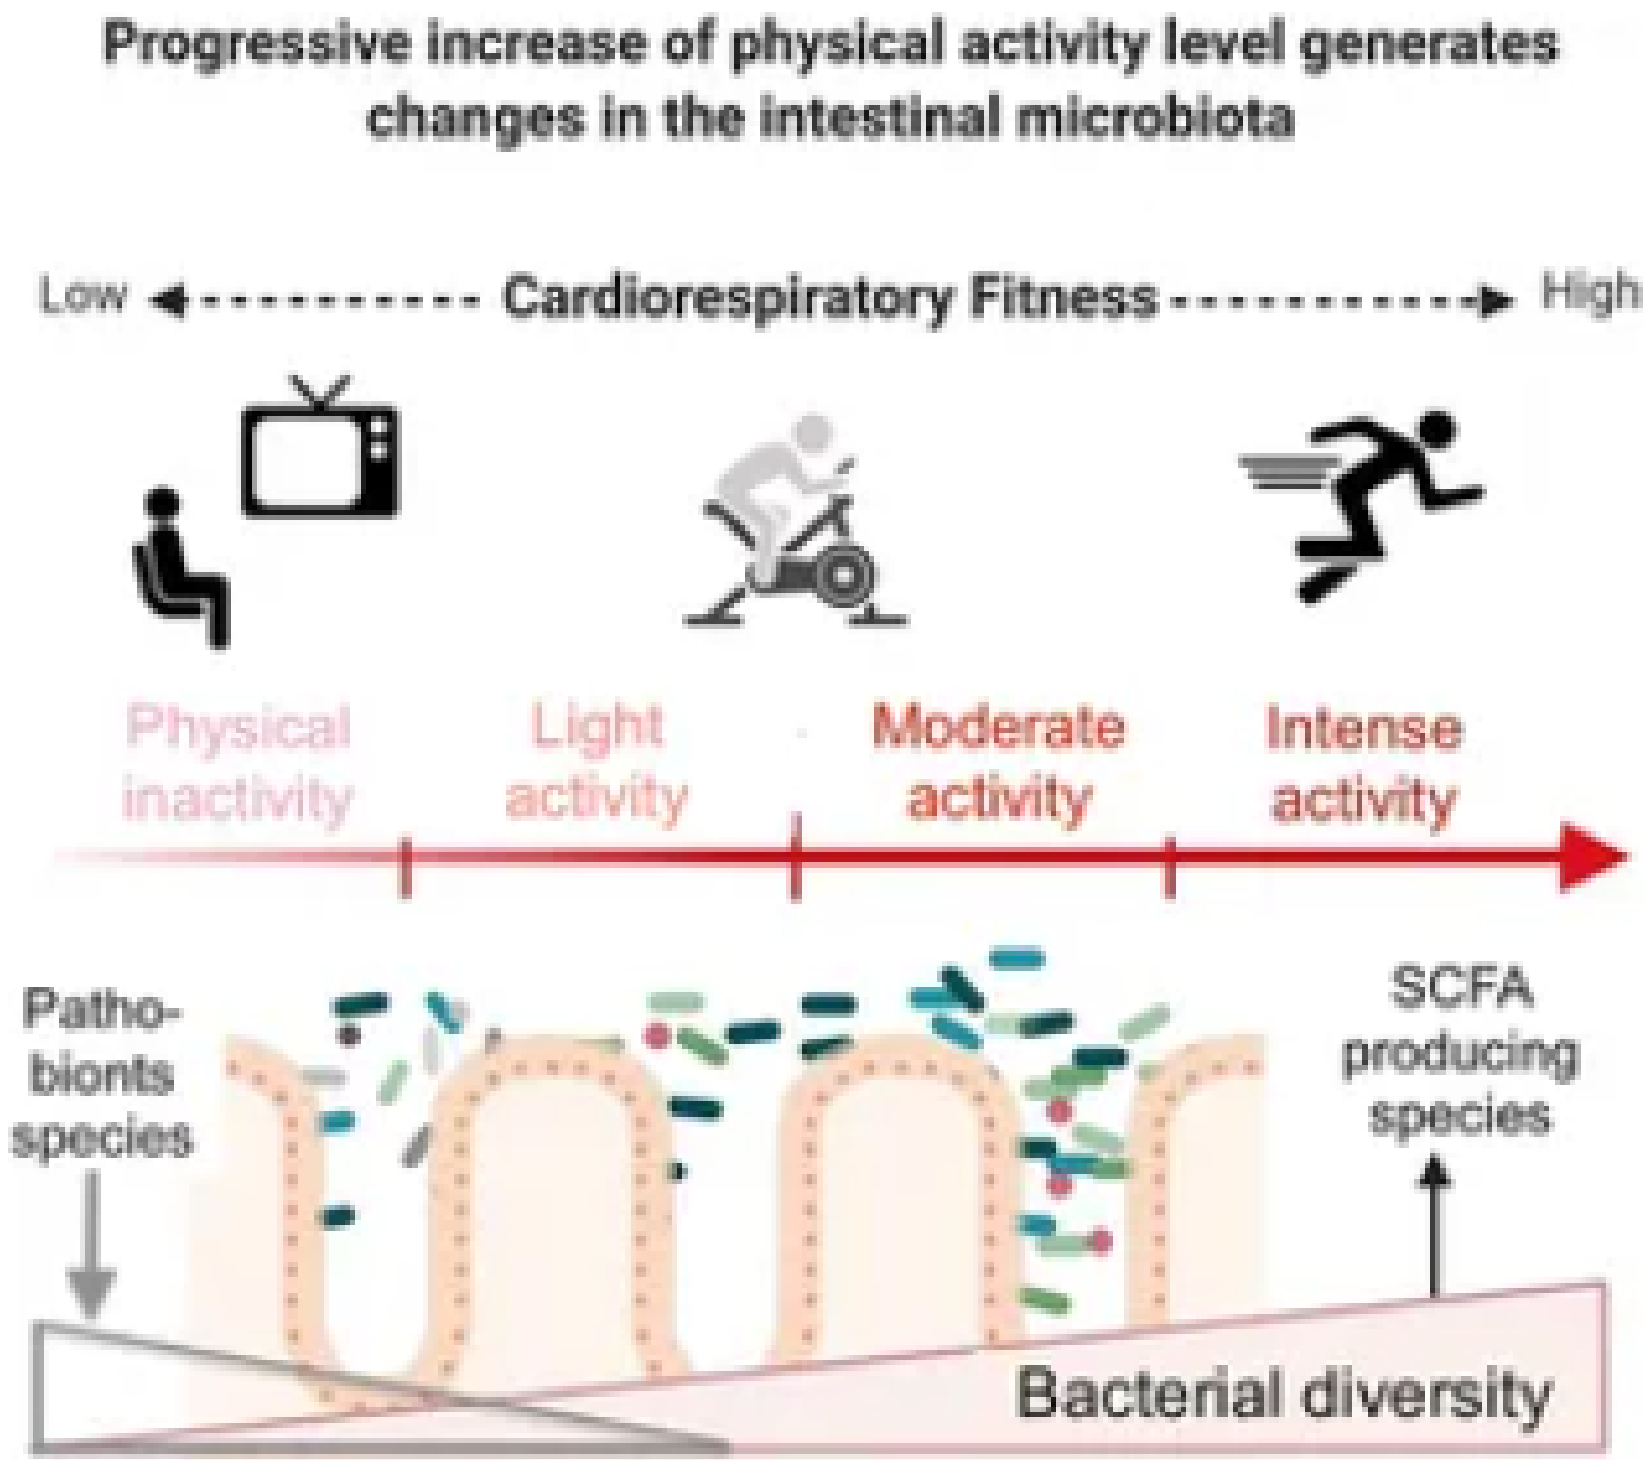 Progressive increase of physical activity level generates
changes in the intestinal microbiota
Low
Cardiorespiratory Fitness
High
Physical
inactivity
Light
activity
Moderate
activity
Intense
activity
Patho-
bionts
species
SCFA
producing
species
Bacterial diversity